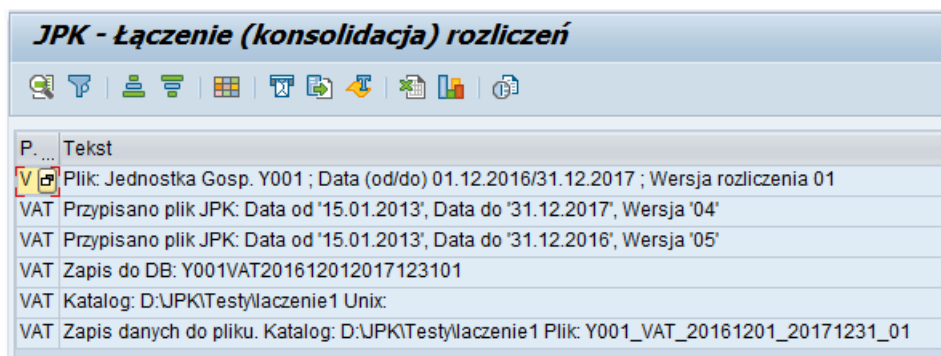 JPK - Łączenie (konsolidacja) rozliczeń
P. ... Tekst
V Plik: Jednostka Gosp. Y001 ; Data (od/do) 01.12.2016/31.12.2017 ; Wersja rozliczenia 01
VAT Przypisano plik JPK: Data od '15.01.2013', Data do '31.12.2017', Wersja '04'
VAT Przypisano plik JPK: Data od '15.01.2013', Data do '31.12.2016', Wersja '05'
VAT Zapis do DB: Y001VAT201612012017123101
VAT Katalog: D:\JPK\Testy\laczenie1 Unix:
VAT Zapis danych do pliku. Katalog: D:\JPK\Testy\laczenie1 Plik: Y001_VAT_20161201_20171231_01